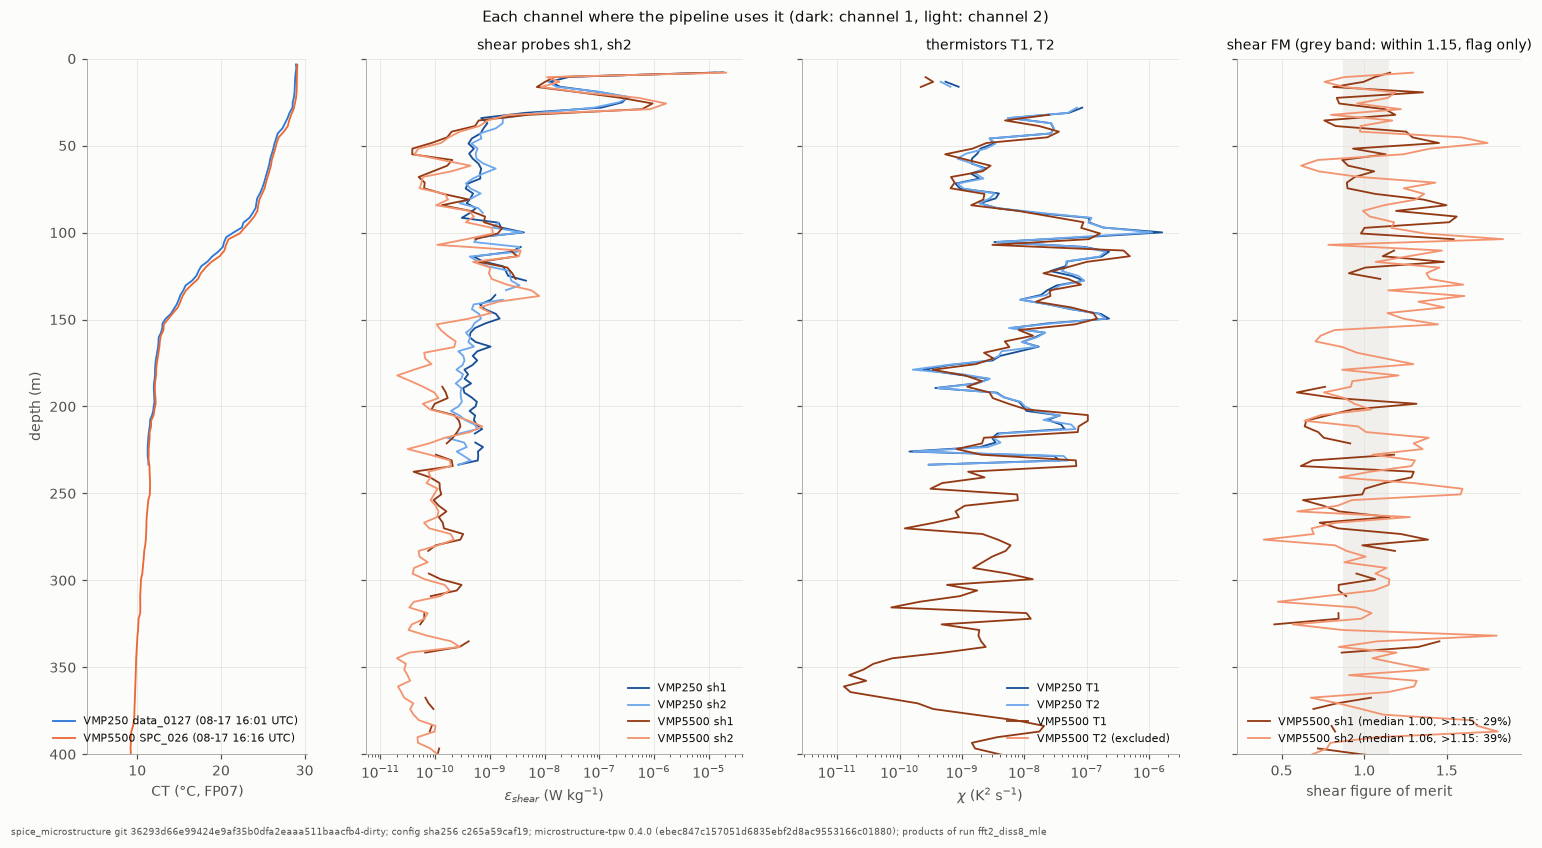 Each channel where the pipeline uses it (dark: channel 1, light: channel 2)
shear probes sh1, sh2
thermistors T1, T2
shear FM (grey band: within 1.15, flag only)
0
50
100
150
200
250
300
350
400
depth (m)
VMP250 data_0127 (08-17 16:01 UTC)
VMP5500 SPC_026 (08-17 16:16 UTC)
10 20 30
CT (°C, FP07)
VMP250 sh1
VMP250 sh2
VMP5500 sh1
VMP5500 sh2
10⁻¹¹ 10⁻¹⁰ 10⁻⁹ 10⁻⁸ 10⁻⁷ 10⁻⁶ 10⁻⁵
εshear (W kg⁻¹)
VMP250 T1
VMP250 T2
VMP5500 T1
VMP5500 T2 (excluded)
10⁻¹¹ 10⁻¹⁰ 10⁻⁹ 10⁻⁸ 10⁻⁷ 10⁻⁶
χ (K² s⁻¹)
VMP5500 sh1 (median 1.00, >1.15: 29%)
VMP5500 sh2 (median 1.06, >1.15: 39%)
0.5 1.0 1.5
shear figure of merit
spice_microstructure git 36293d66e99424e9af35b0dfa2eaaa511baacfb4-dirty; config sha256 c265a59caf19; microstructure-tpw 0.4.0 (ebec847c157051d6835ebf2d8ac9553166c01880); products of run fft2_diss8_mle